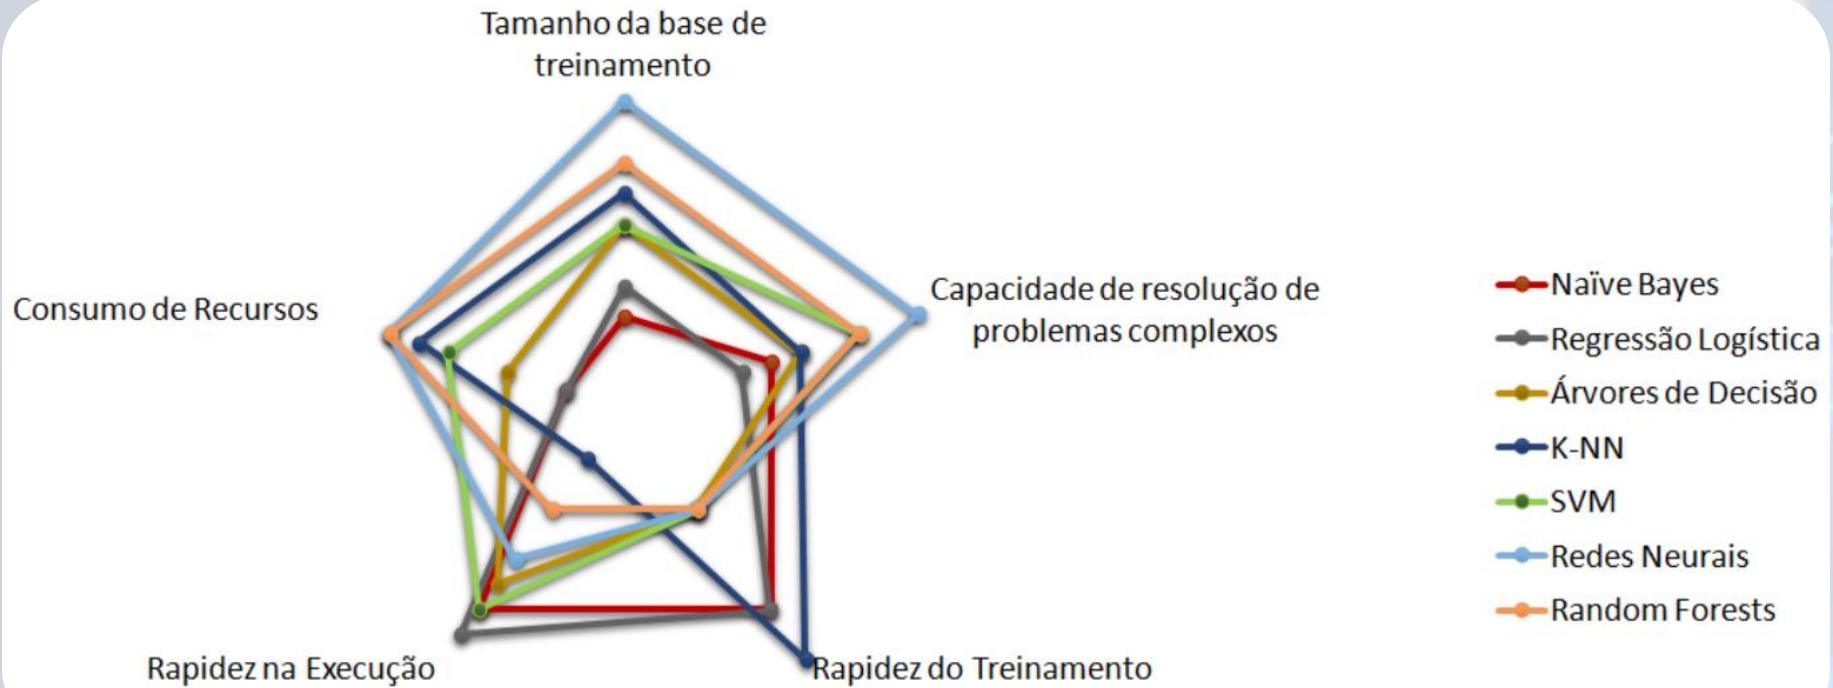 Tamanho da base de
treinamento
Capacidade de resolução de
problemas complexos
Consumo de Recursos
Rapidez na Execução
Rapidez do Treinamento
Naïve Bayes
Regressão Logística
Árvores de Decisão
K-NN
SVM
Redes Neurais
Random Forests